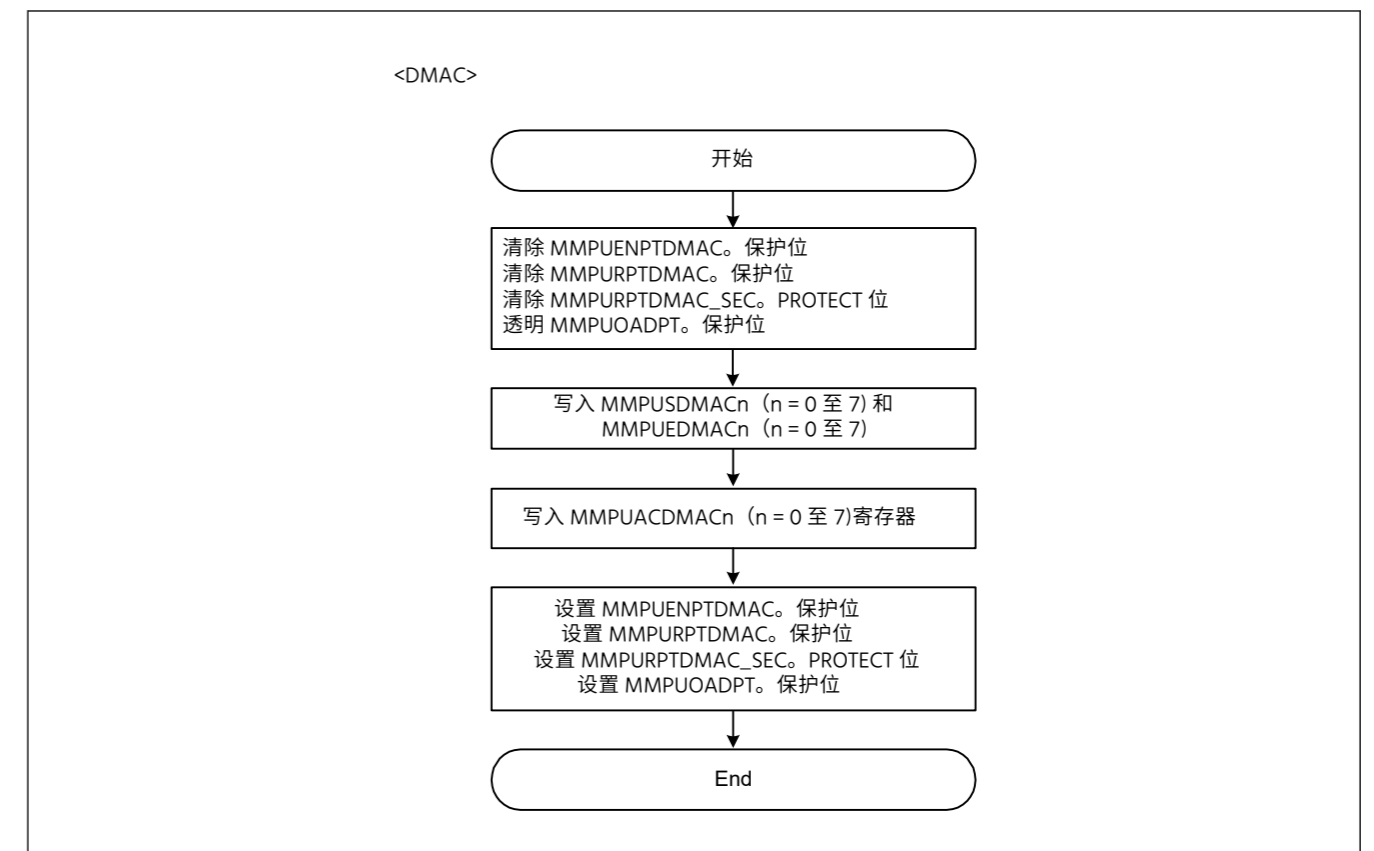 <DMAC>
开始
清除 MMPUENPTDMAC。保护位
清除 MMPURPTDMAC。保护位
清除 MMPURPTDMAC_SEC。PROTECT 位
透明 MMPUOADPT。保护位
写入 MMPUSDMACn（n = 0 至 7) 和
MMPUEDMACn（n = 0 至 7)
写入 MMPUACDMACn（n = 0 至 7)寄存器
设置 MMPUENPTDMAC。保护位
设置 MMPURPTDMAC。保护位
设置 MMPURPTDMAC_SEC。PROTECT 位
设置 MMPUOADPT。保护位
End